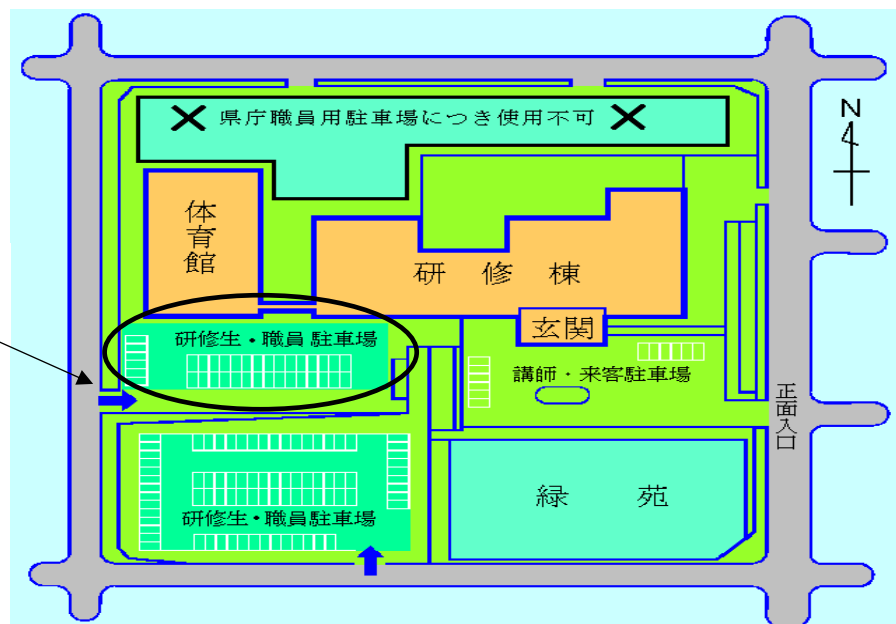 県庁職員用駐車場につき使用不可
N
体育館
研修棟
玄関
研修生・職員駐車場
講師・来客駐車場
正面入口
緑苑
研修生・職員駐車場